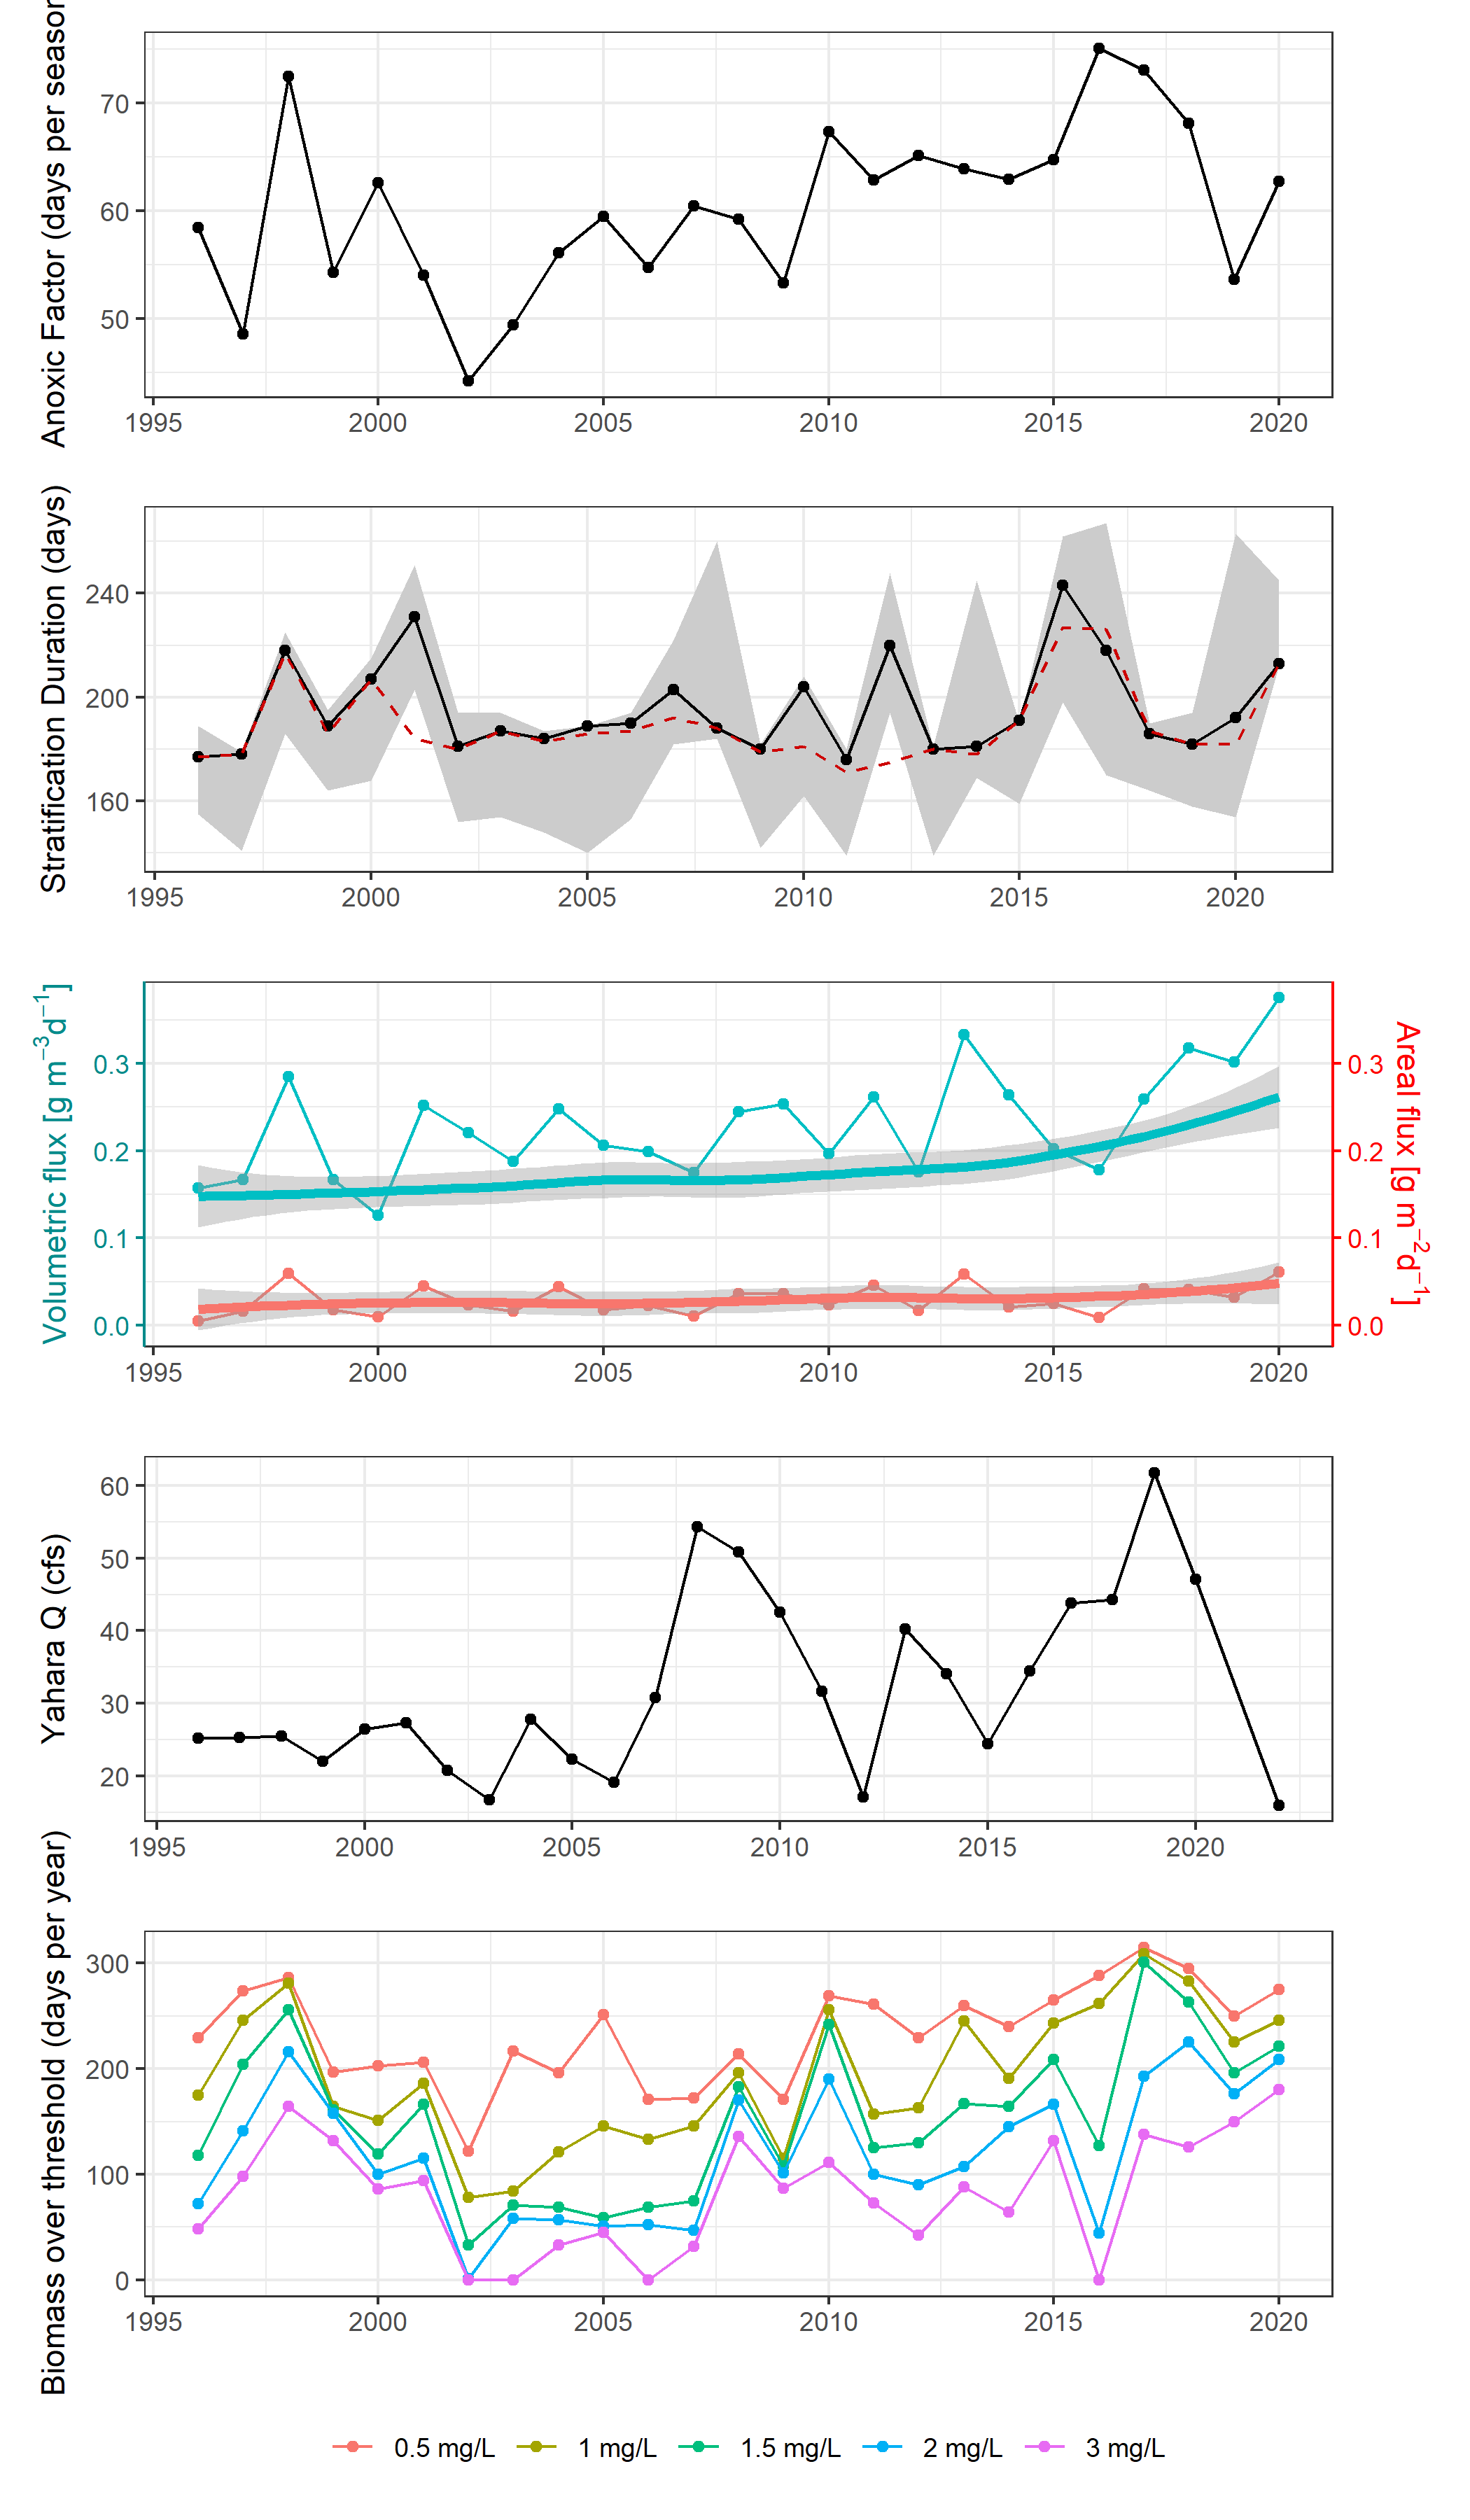 Anoxic Factor (days per season
70
60
50
1995 2000 2005 2010 2015 2020
Stratification Duration (days)
240
200
160
1995 2000 2005 2010 2015 2020
Volumetric flux [g m−3d−1]
0.3
0.2
0.1
0.0
Areal flux [g m−2d−1]
0.3
0.2
0.1
0.0
1995 2000 2005 2010 2015 2020
Yahara Q (cfs)
60
50
40
30
20
1995 2000 2005 2010 2015 2020
Biomass over threshold (days per year)
300
200
100
0
1995 2000 2005 2010 2015 2020
0.5 mg/L 1 mg/L 1.5 mg/L 2 mg/L 3 mg/L